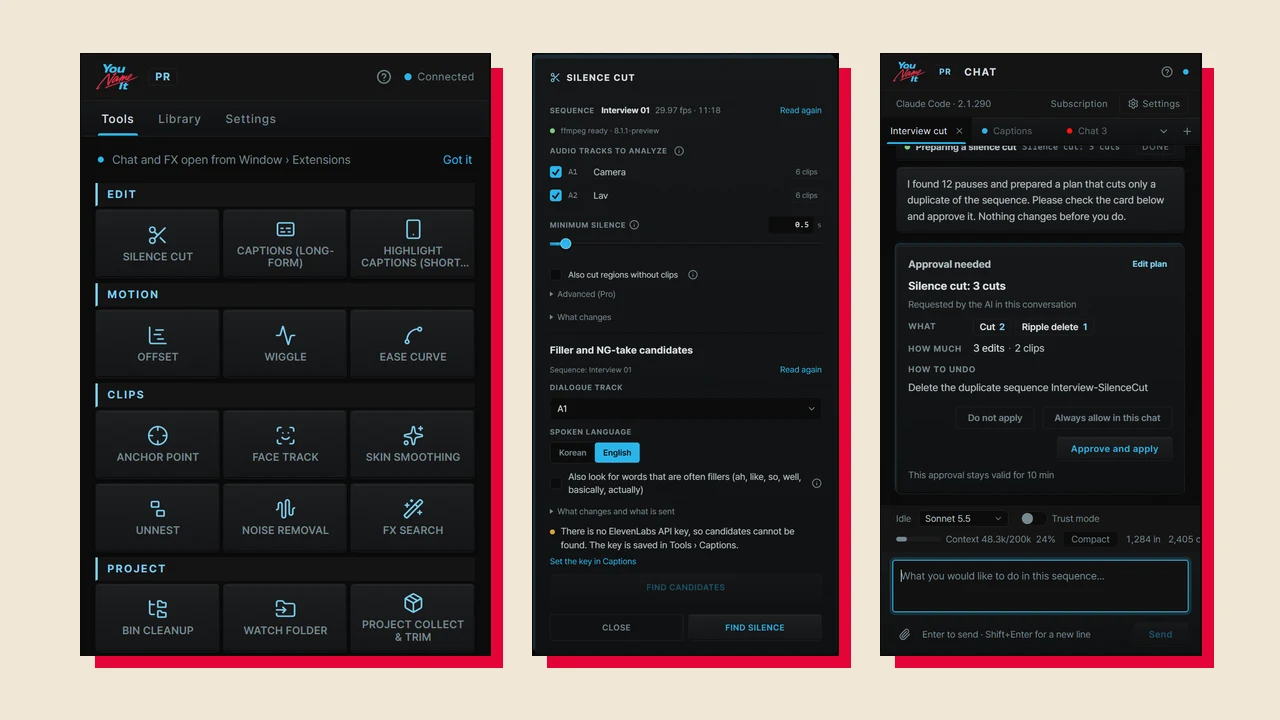 You
Name
It
PR
Connected
Tools
Library
Settings
Chat and FX open from Window › Extensions
Got it
EDIT
SILENCE CUT
CAPTIONS (LONG-
FORM)
HIGHLIGHT
CAPTIONS (SHORT...
MOTION
OFFSET
WIGGLE
EASE CURVE
CLIPS
ANCHOR POINT
FACE TRACK
SKIN SMOOTHING
UNNEST
NOISE REMOVAL
FX SEARCH
PROJECT
BIN CLEANUP
WATCH FOLDER
PROJECT COLLECT
& TRIM
SILENCE CUT
SEQUENCE Interview 01 29.97 fps · 11:18 Read again
ffmpeg ready · 8.1.1-preview
AUDIO TRACKS TO ANALYZE
A1 Camera 6 clips
A2 Lav 6 clips
MINIMUM SILENCE 0.5 s
Also cut regions without clips
Advanced (Pro)
What changes
Filler and NG-take candidates
Sequence: Interview 01 Read again
DIALOGUE TRACK
A1
SPOKEN LANGUAGE
Korean English
Also look for words that are often fillers (ah, like, so, well,
basically, actually)
What changes and what is sent
There is no ElevenLabs API key, so candidates cannot be
found. The key is saved in Tools › Captions.
Set the key in Captions
FIND CANDIDATES
CLOSE FIND SILENCE
You
Name
It
PR CHAT
Claude Code · 2.1.290 Subscription Settings
Interview cut × Captions Chat 3
Preparing a silence cut Silence cut: 3 cuts DONE
I found 12 pauses and prepared a plan that cuts only a
duplicate of the sequence. Please check the card below
and approve it. Nothing changes before you do.
Approval needed Edit plan
Silence cut: 3 cuts
Requested by the AI in this conversation
WHAT Cut 2 Ripple delete 1
HOW MUCH 3 edits · 2 clips
HOW TO UNDO
Delete the duplicate sequence Interview-SilenceCut
Do not apply Always allow in this chat
Approve and apply
This approval stays valid for 10 min
Idle Sonnet 5.5 Trust mode
Context 48.3k/200k 24% Compact 1,284 in 2,405 o
What you would like to do in this sequence...
Enter to send · Shift+Enter for a new line Send